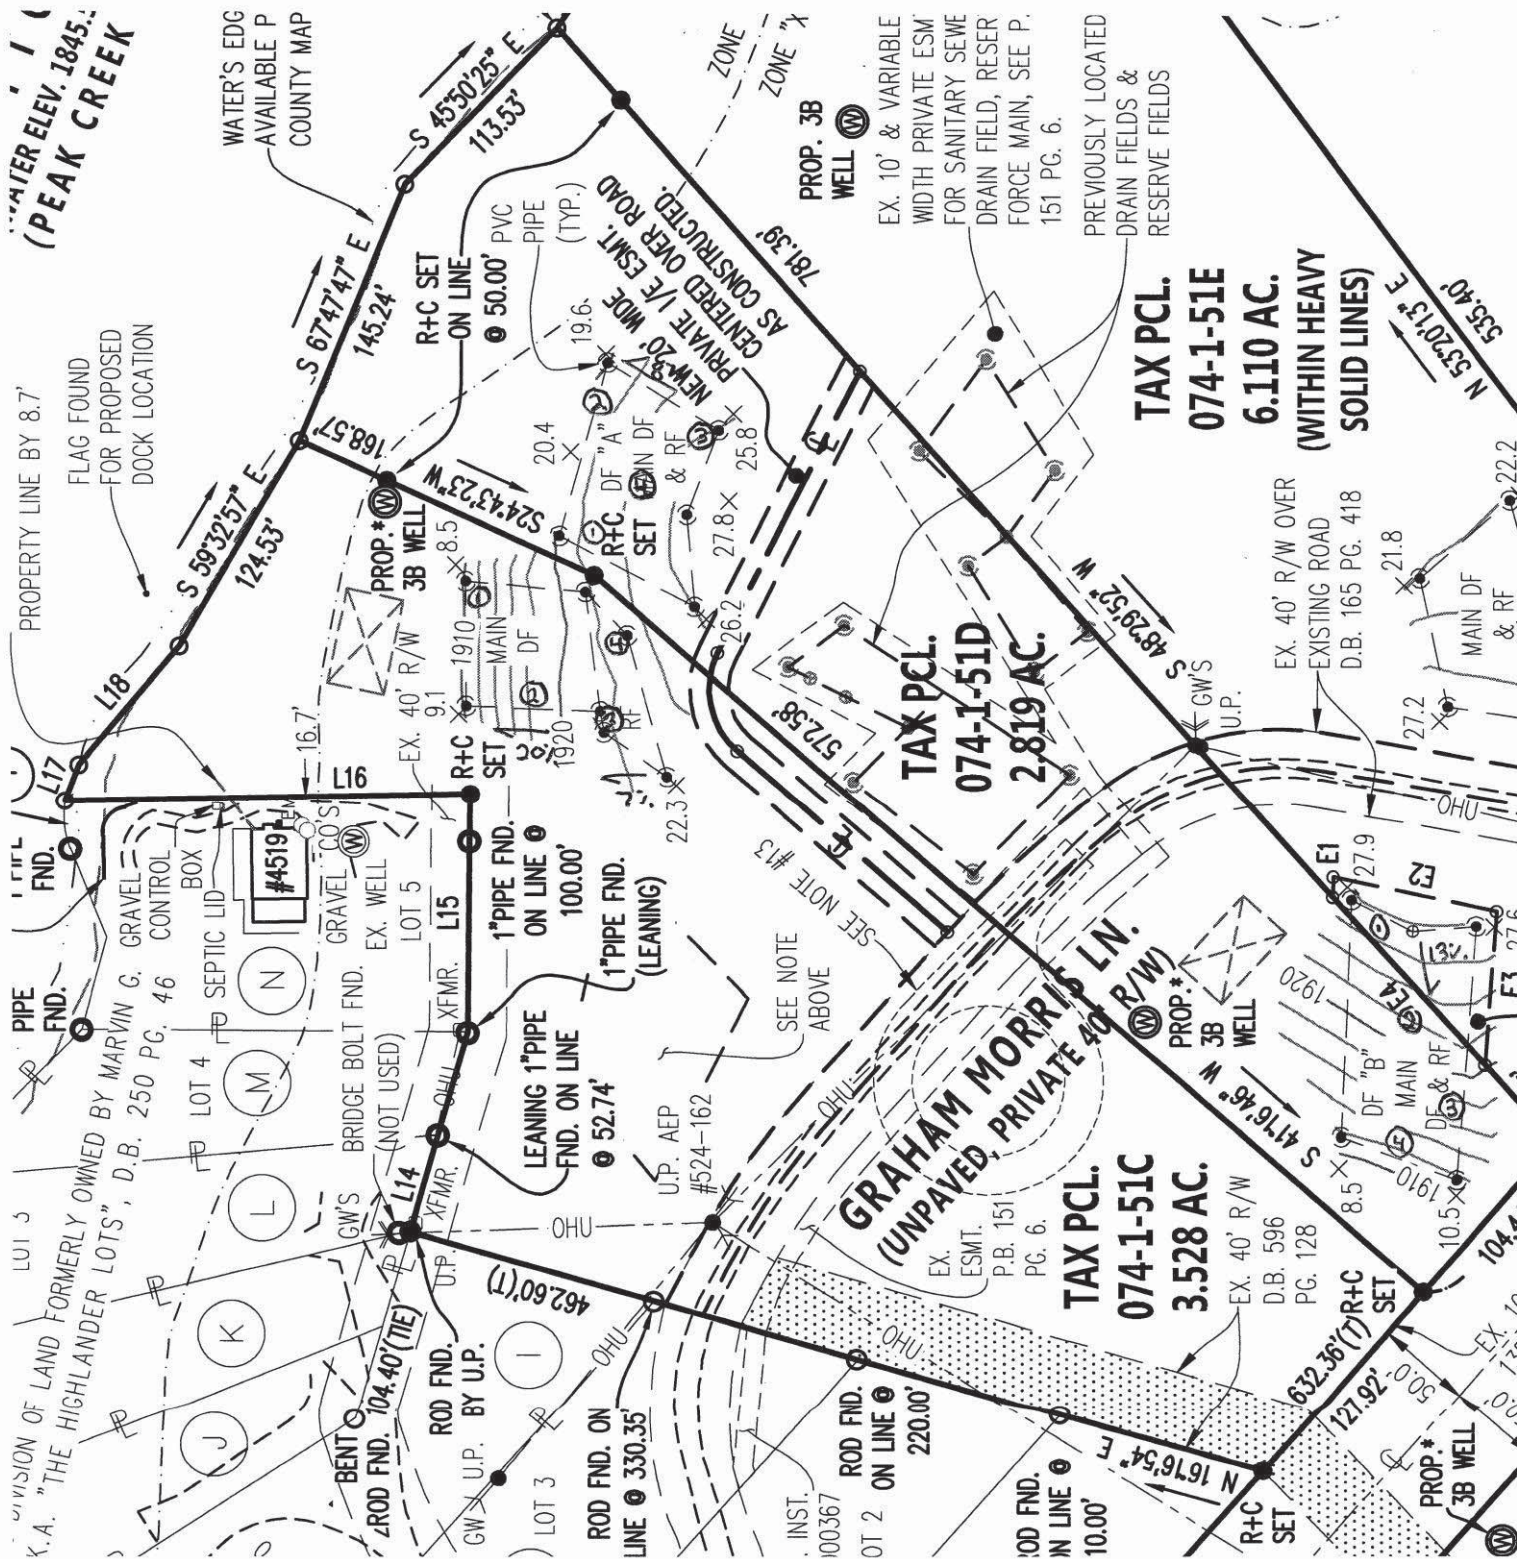 WATER ELEV. 1845.
(PEAK CREEK
WATER'S EDG
AVAILABLE P
COUNTY MAP
S 45°50'25" E
113.53'
ZONE
ZONE "X
PROPERTY LINE BY 8.7'
FLAG FOUND
FOR PROPOSED
DOCK LOCATION
S 67°47'47" E
145.24'
S 59°32'57" E
124.53'
168.57'
R+C SET
ON LINE
@ 50.00'
PVC
PIPE
(TYP.)
NEW 20' WIDE
PRIVATE I/E ESMT.
CENTERED OVER ROAD
AS CONSTRUCTED.
781.39'
PROP. 3B
WELL
W
EX. 10' & VARIABLE
WIDTH PRIVATE ESM
FOR SANITARY SEWE
DRAIN FIELD, RESER
FORCE MAIN, SEE P.
151 PG. 6.
PREVIOUSLY LOCATED
DRAIN FIELDS &
RESERVE FIELDS
TAX PCL.
074-1-51E
6.110 AC.
(WITHIN HEAVY
SOLID LINES)
N 53°20'13" E
535.40'
L17
L18
L16
16.7'
PROP.*
3B WELL
W
S24°43'23"W
19.6
20.4
DF "A"
MAIN DF
& RF
25.8
27.8
R+C
SET
8.5
1910
MAIN
DF
EX. 40' R/W
9.1
R+C
SET
1920
RF
22.3
26.2
572.58'
TAX PCL.
074-1-51D
2.819 AC.
S 48°29'52" W
GW'S
U.P.
EX. 40' R/W OVER
EXISTING ROAD
D.B. 165 PG. 418
21.8
22.2
27.2
MAIN DF
& RF
FND.
PIPE
FND.
GRAVEL
CONTROL
BOX
SEPTIC LID
#4519
CO'S
GRAVEL
W
EX. WELL
LOT 5
L15
1"PIPE FND.
ON LINE @
100.00'
1"PIPE FND.
(LEANING)
SEE NOTE #13
SEE NOTE
ABOVE
OHU
E1
27.9
E2
E3
E4
27.6
1920
DIVISION OF LAND FORMERLY OWNED BY MARVIN G.
K.A. "THE HIGHLANDER LOTS", D.B. 250 PG. 46
LOT 3
LOT 4
N
M
L
K
J
I
BRIDGE BOLT FND.
(NOT USED)
XFMR.
OHU
LEANING 1"PIPE
FND. ON LINE
@ 52.74'
L14
XFMR.
GW'S
U.P.
OHU
U.P. AEP
#524-162
OHU
GRAHAM MORRIS LN.
(UNPAVED, PRIVATE 40' R/W)
W
PROP.*
3B
WELL
S 41°16'46" W
DF "B"
MAIN
DF & RF
8.5
1910
10.5
EX.
ESMT.
P.B. 151
PG. 6.
TAX PCL.
074-1-51C
3.528 AC.
EX. 40' R/W
D.B. 596
PG. 128
R+C
SET
462.60'(T)
104.40'(TIE)
BENT
ROD FND.
ROD FND.
BY U.P.
GW
U.P.
LOT 3
OHU
ROD FND. ON
LINE @ 330.35'
OHU
ROD FND.
ON LINE @
220.00'
INST.
00367
OT 2
N 16°16'54" E
632.36'(T)
127.92'
50.0'
ROD FND.
ON LINE @
10.00'
R+C
SET
PROP.*
3B WELL
W